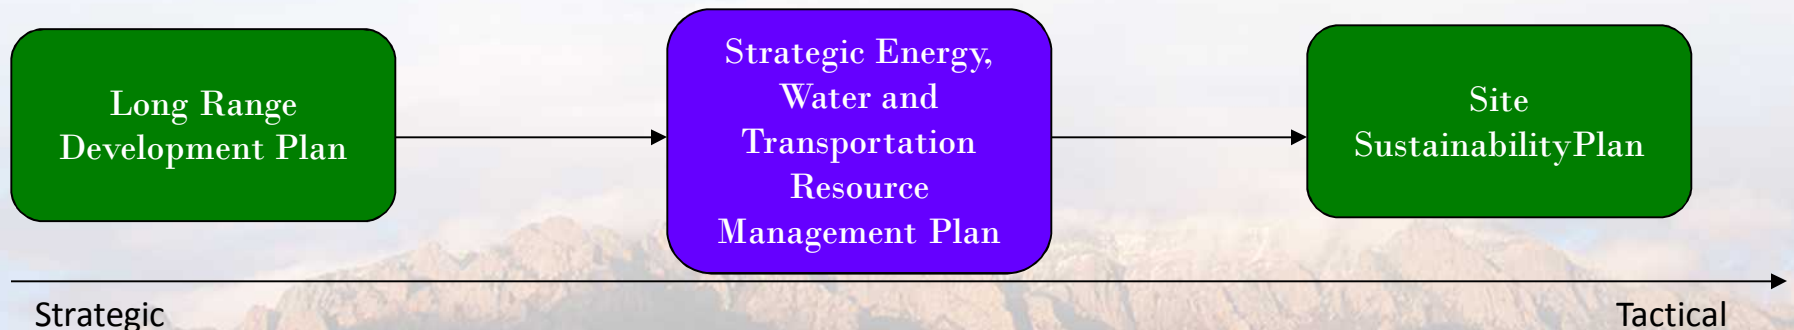 Long Range
Development Plan
Strategic Energy,
Water and
Transportation
Resource
Management Plan
Site
SustainabilityPlan
Strategic
Tactical